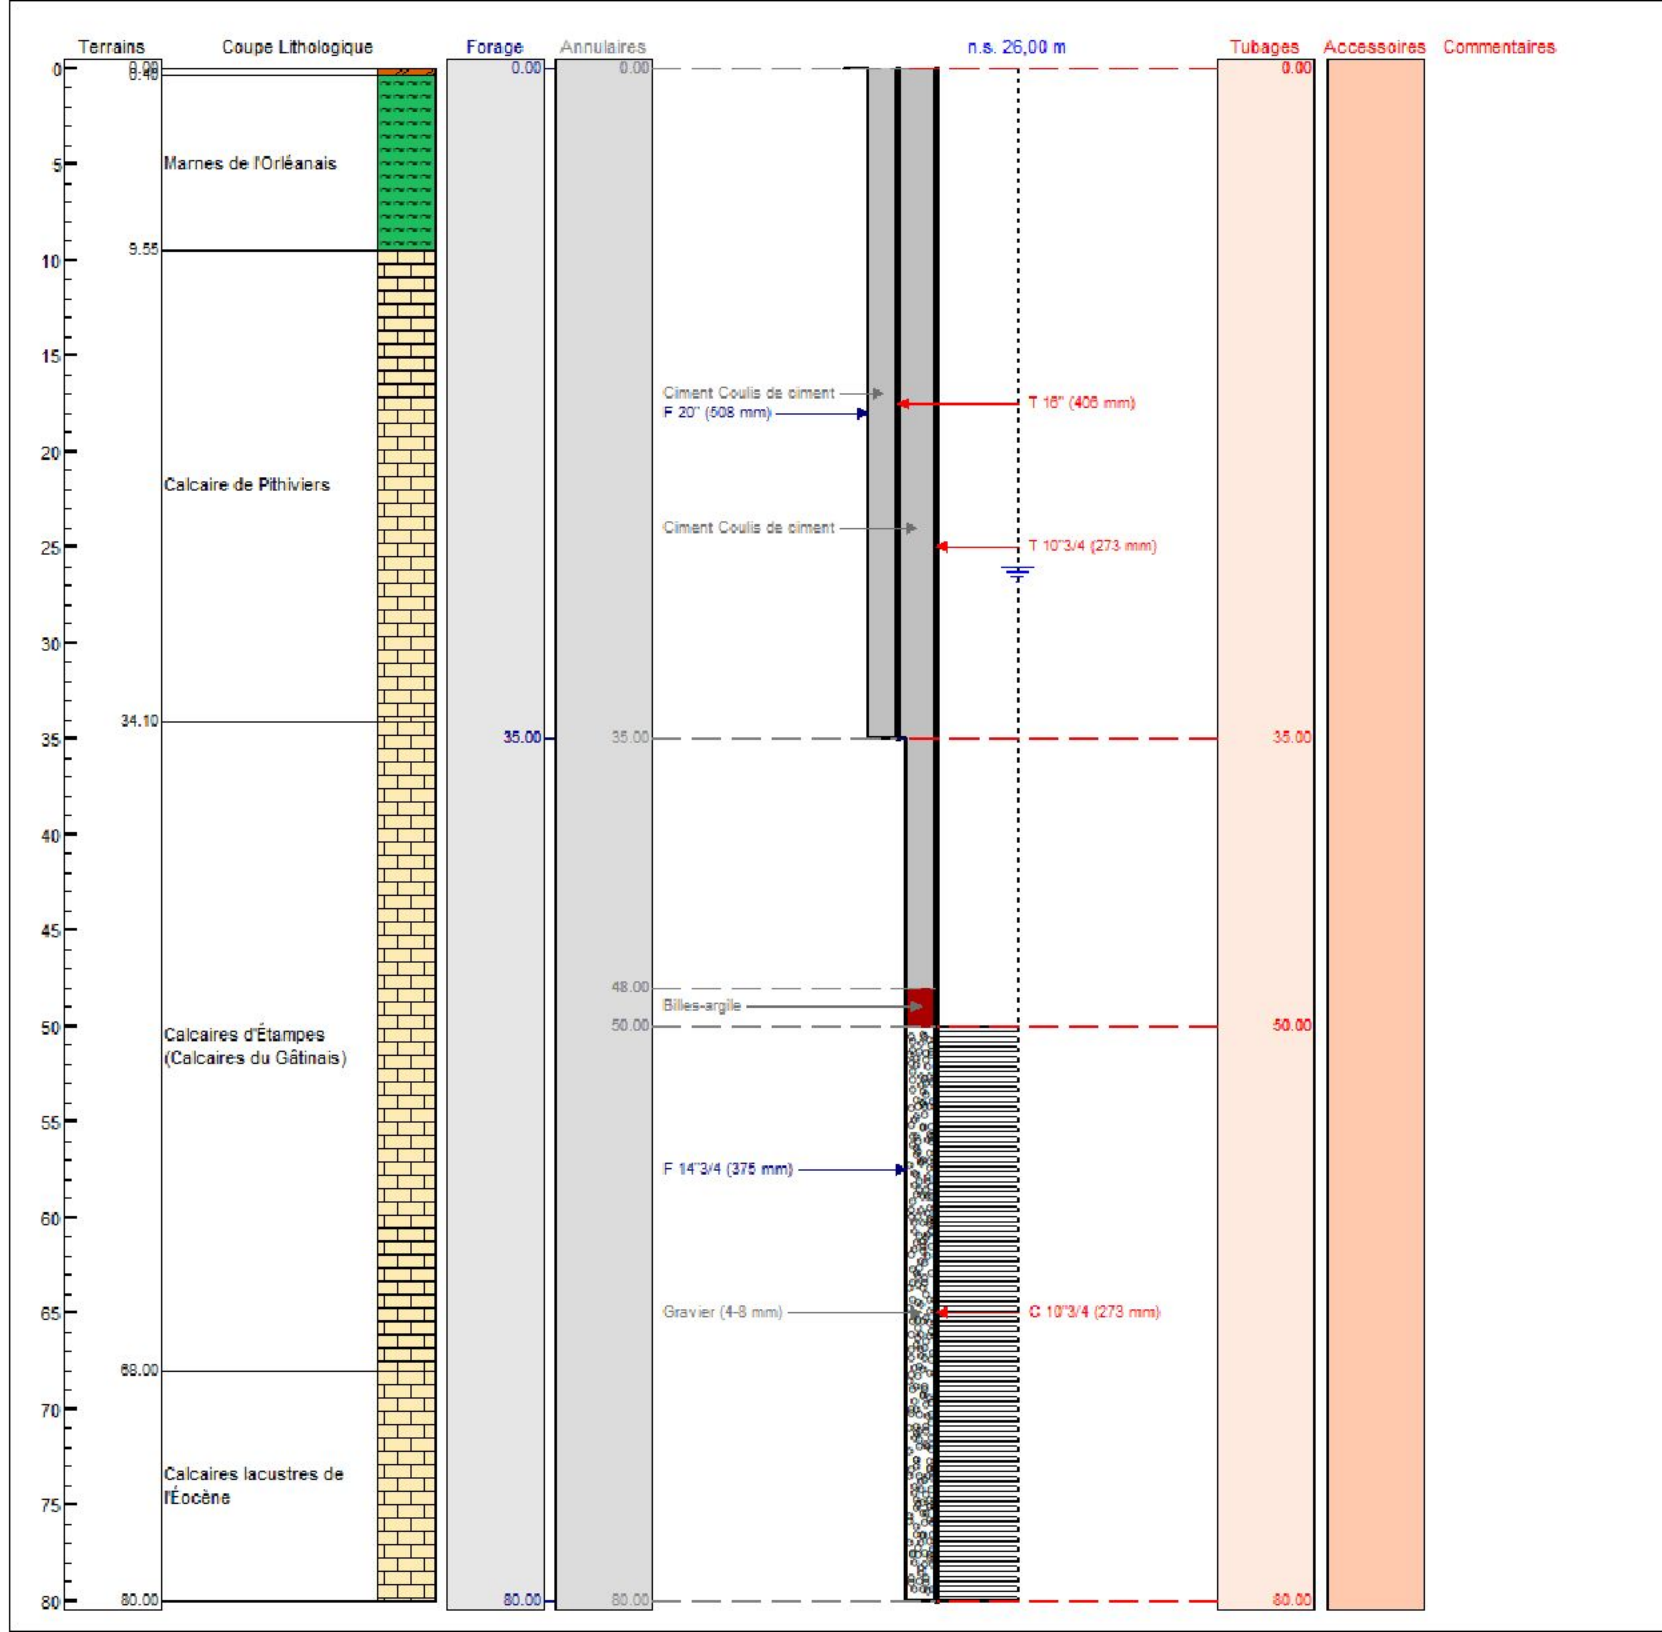 Terrains Coupe Lithologique Forage Annulaires n.s. 26,00 m Tubages Accessoires Commentaires
0 0.00 0.00 0.00 0.00
Marnes de l'Orléanais
5
9.55
10
15
Ciment Coulis de ciment
T 16" (406 mm)
F 20" (508 mm)
20
Calcaire de Pithiviers
Ciment Coulis de ciment
25 T 10"3/4 (273 mm)
30
34.10
35 35.00 35.00 35.00
40
45
48.00
Billes-argile
50 50.00 50.00
Calcaires d'Étampes
(Calcaires du Gâtinais)
55
F 14"3/4 (375 mm)
60
65 Gravier (4-8 mm) C 10"3/4 (273 mm)
68.00
70
Calcaires lacustres de
l'Éocène
75
80 80.00 80.00 80.00 80.00